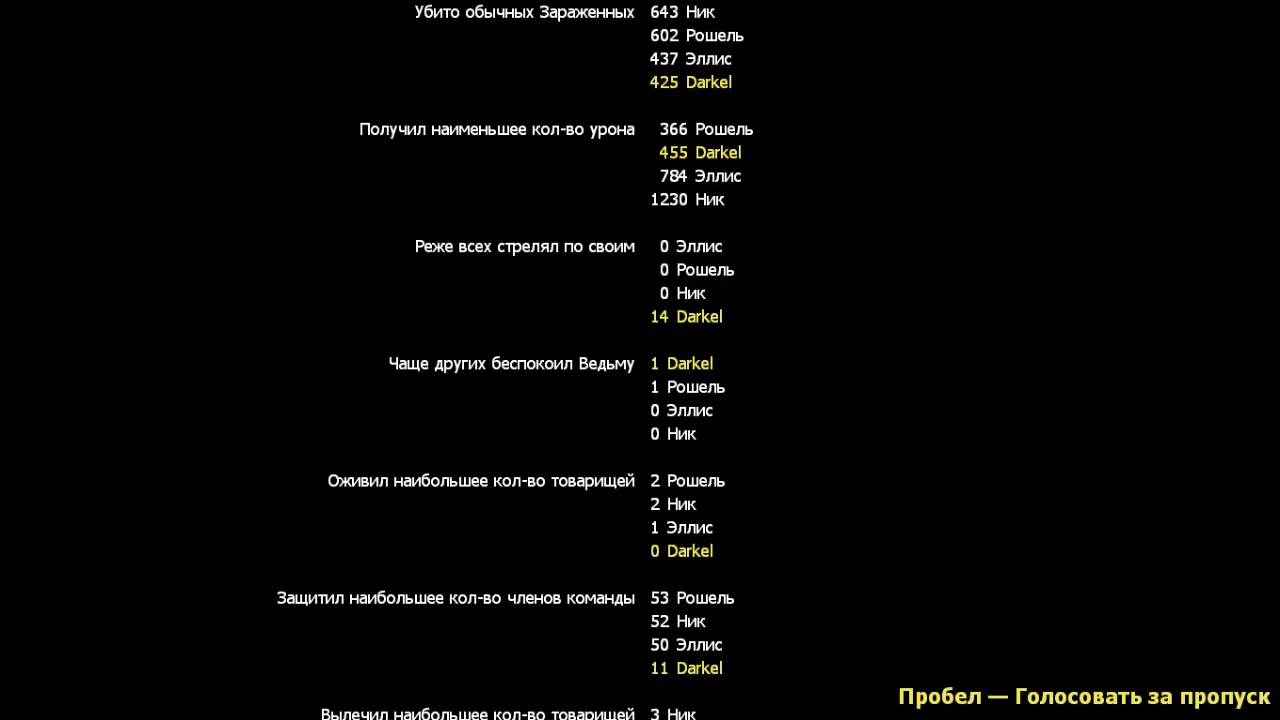 Убито обычных Зараженных 643 Ник
602 Рошель
437 Эллис
425 Darkel
Получил наименьшее кол-во урона 366 Рошель
455 Darkel
784 Эллис
1230 Ник
Реже всех стрелял по своим 0 Эллис
0 Рошель
0 Ник
14 Darkel
Чаще других беспокоил Ведьму 1 Darkel
1 Рошель
0 Эллис
0 Ник
Оживил наибольшее кол-во товарищей 2 Рошель
2 Ник
1 Эллис
0 Darkel
Защитил наибольшее кол-во членов команды 53 Рошель
52 Ник
50 Эллис
11 Darkel
Пробел — Голосовать за пропуск
Вылечил наибольшее кол-во товарищей 3 Ник